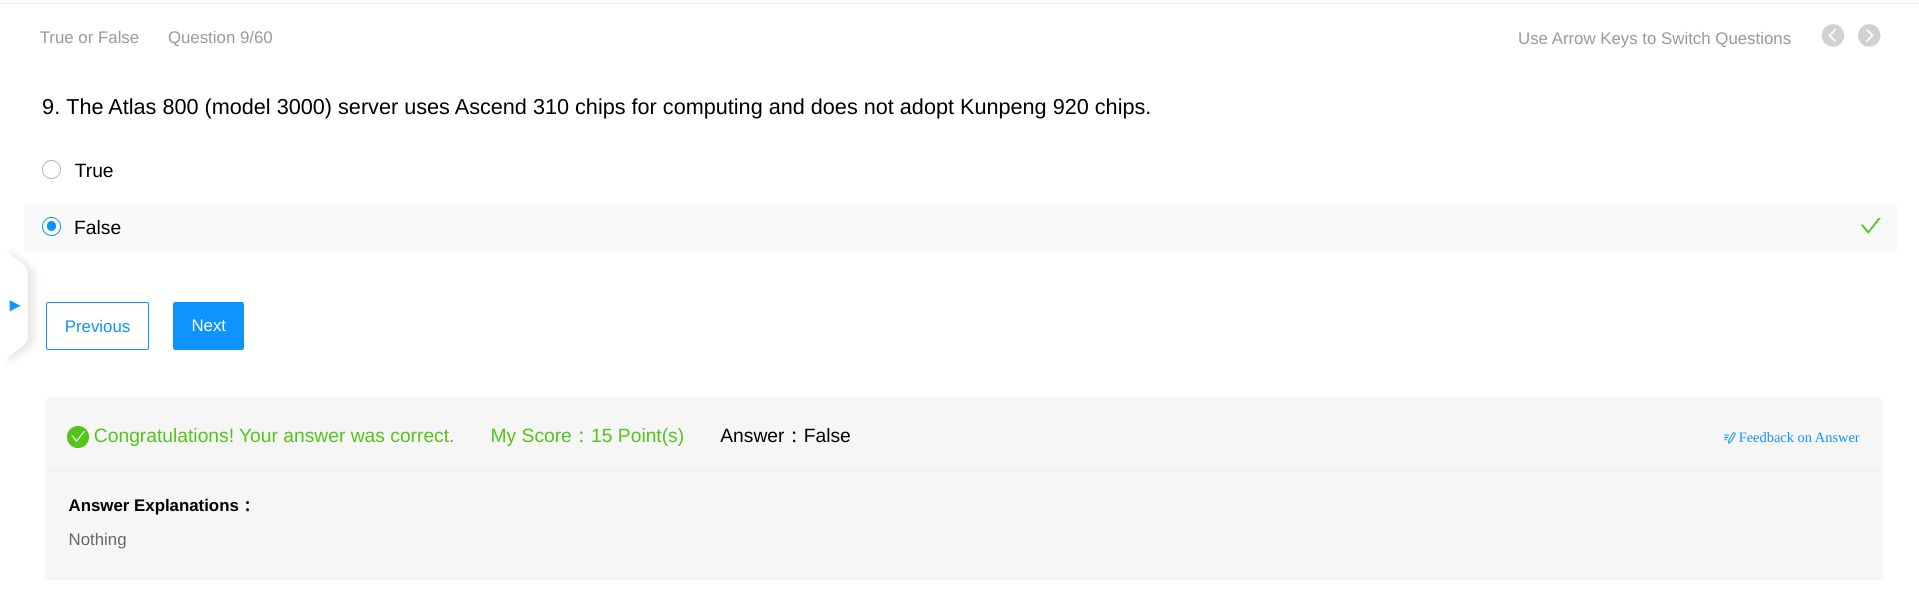 True or False Question 9/60 Use Arrow Keys to Switch Questions
9. The Atlas 800 (model 3000) server uses Ascend 310 chips for computing and does not adopt Kunpeng 920 chips.
True
False
Previous Next
Congratulations! Your answer was correct. My Score：15 Point(s) Answer：False Feedback on Answer
Answer Explanations：
Nothing